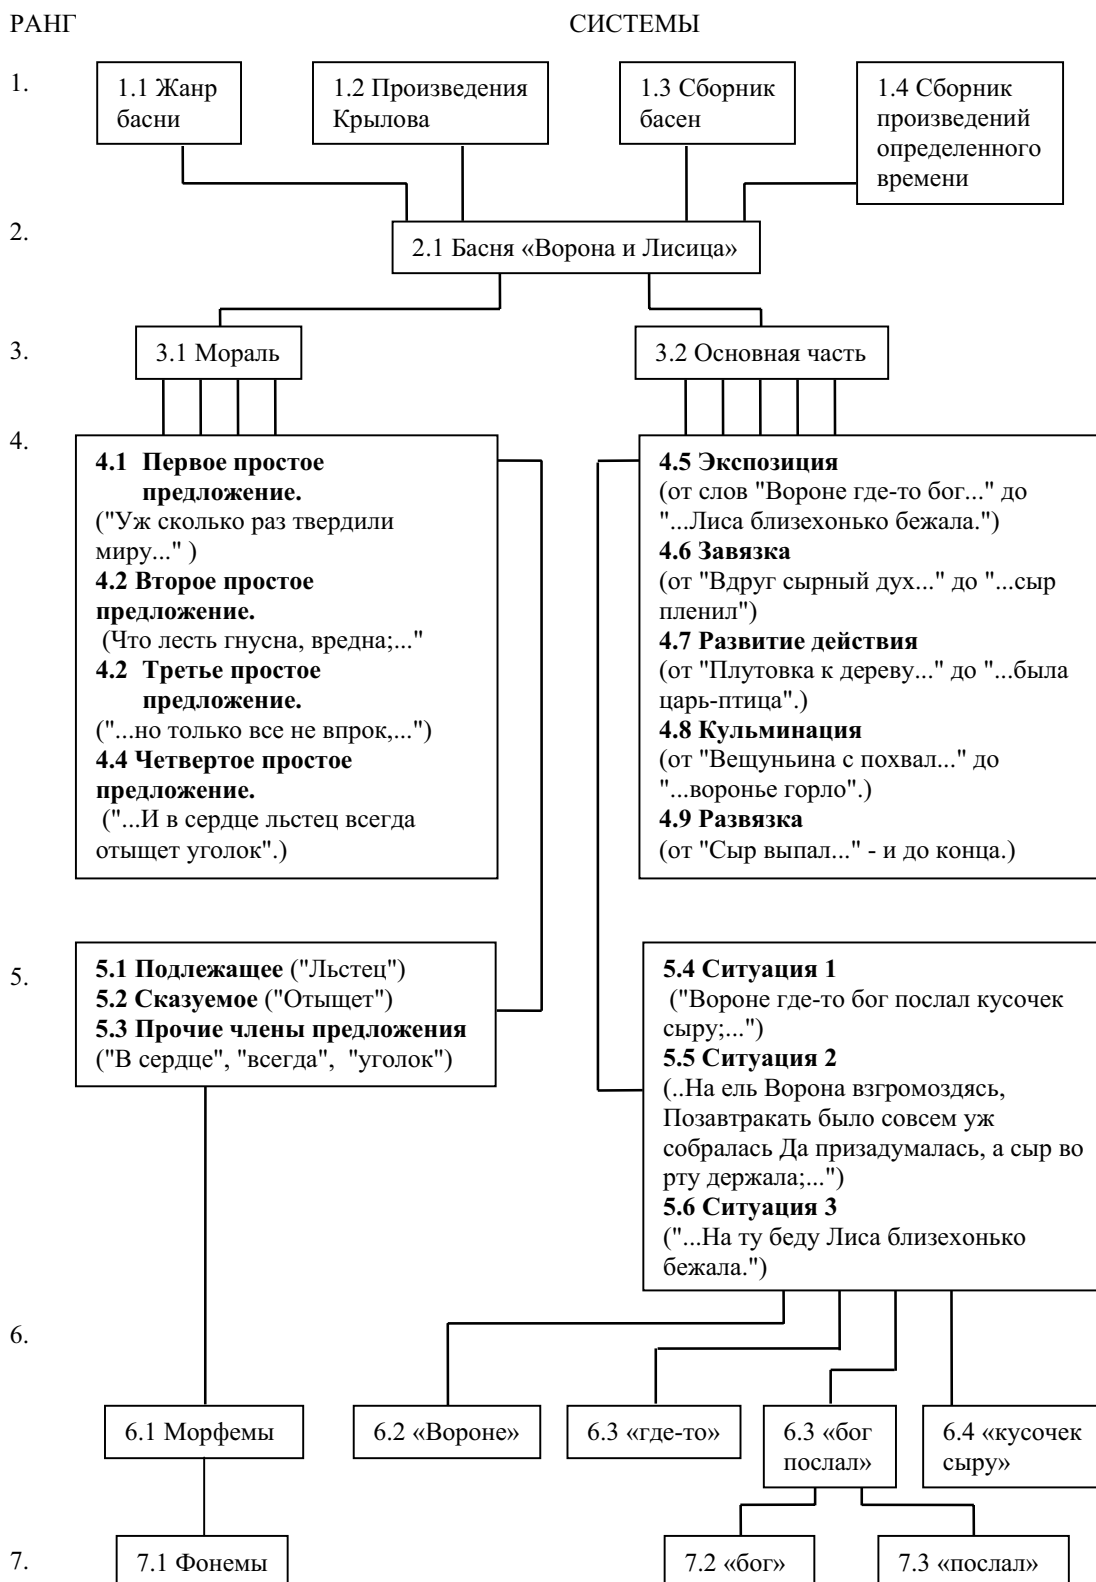 РАНГ
СИСТЕМЫ
1.
1.1 Жанр
басни
1.2 Произведения
Крылова
1.3 Сборник
басен
1.4 Сборник
произведений
определенного
времени
2.
2.1 Басня «Ворона и Лисица»
3.
3.1 Мораль
3.2 Основная часть
4.
4.1 Первое простое
предложение.
("Уж сколько раз твердили
миру..." )
4.2 Второе простое
предложение.
(Что лесть гнусна, вредна;..."
4.2 Третье простое
предложение.
("...но только все не впрок,...")
4.4 Четвертое простое
предложение.
("...И в сердце льстец всегда
отыщет уголок".)
4.5 Экспозиция
(от слов "Вороне где-то бог..." до
"...Лиса близехонько бежала.")
4.6 Завязка
(от "Вдруг сырный дух..." до "...сыр
пленил")
4.7 Развитие действия
(от "Плутовка к дереву..." до "...была
царь-птица".)
4.8 Кульминация
(от "Вещуньина с похвал..." до
"...воронье горло".)
4.9 Развязка
(от "Сыр выпал..." - и до конца.)
5.
5.1 Подлежащее ("Льстец")
5.2 Сказуемое ("Отыщет")
5.3 Прочие члены предложения
("В сердце", "всегда", "уголок")
5.4 Ситуация 1
("Вороне где-то бог послал кусочек
сыру;...")
5.5 Ситуация 2
(..На ель Ворона взгромоздясь,
Позавтракать было совсем уж
собралась Да призадумалась, а сыр во
рту держала;...")
5.6 Ситуация 3
("...На ту беду Лиса близехонько
бежала.")
6.
6.1 Морфемы
6.2 «Вороне»
6.3 «где-то»
6.3 «бог
послал»
6.4 «кусочек
сыру»
7.
7.1 Фонемы
7.2 «бог»
7.3 «послал»